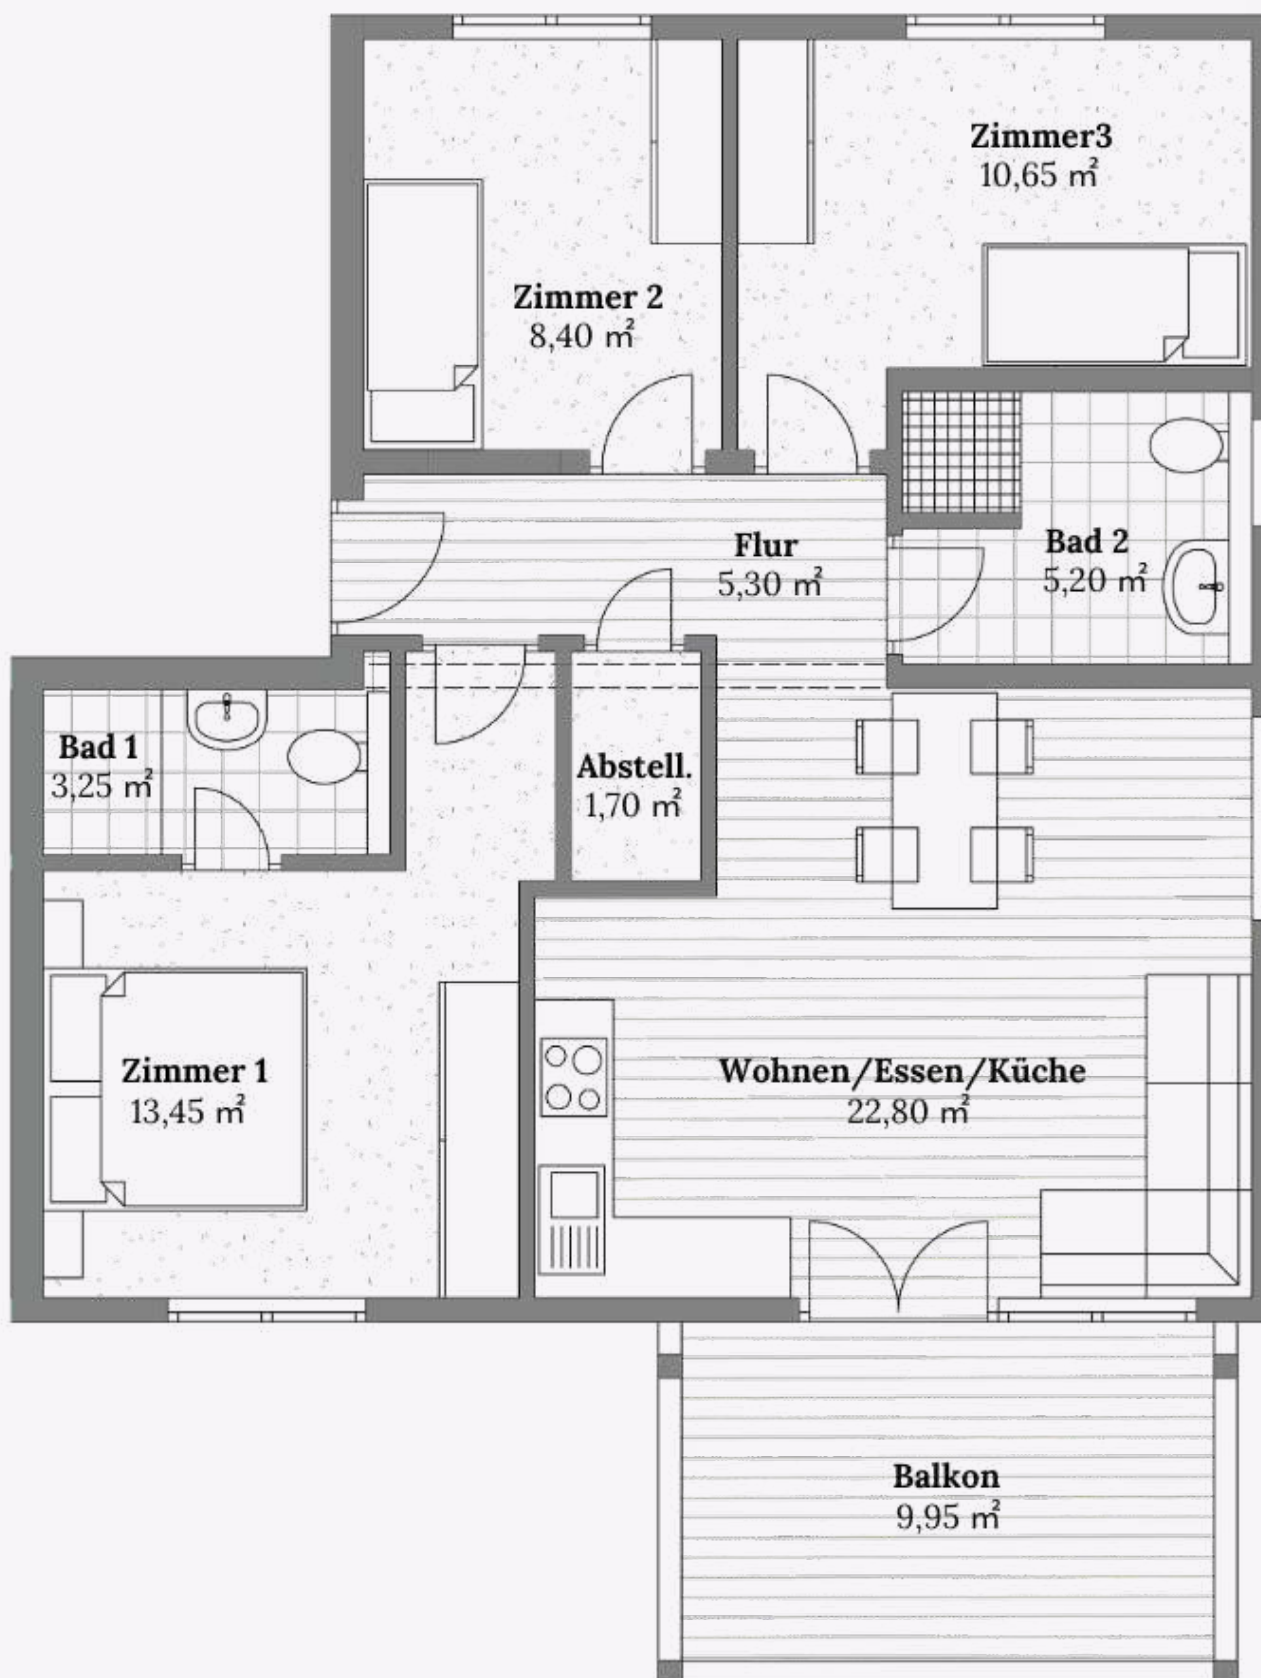 Zimmer3
10,65 m²
Zimmer 2
8,40 m²
Flur
5,30 m²
Bad 2
5,20 m²
Bad 1
3,25 m²
Abstell.
1,70 m²
Zimmer 1
13,45 m²
Wohnen/Essen/Küche
22,80 m²
Balkon
9,95 m²